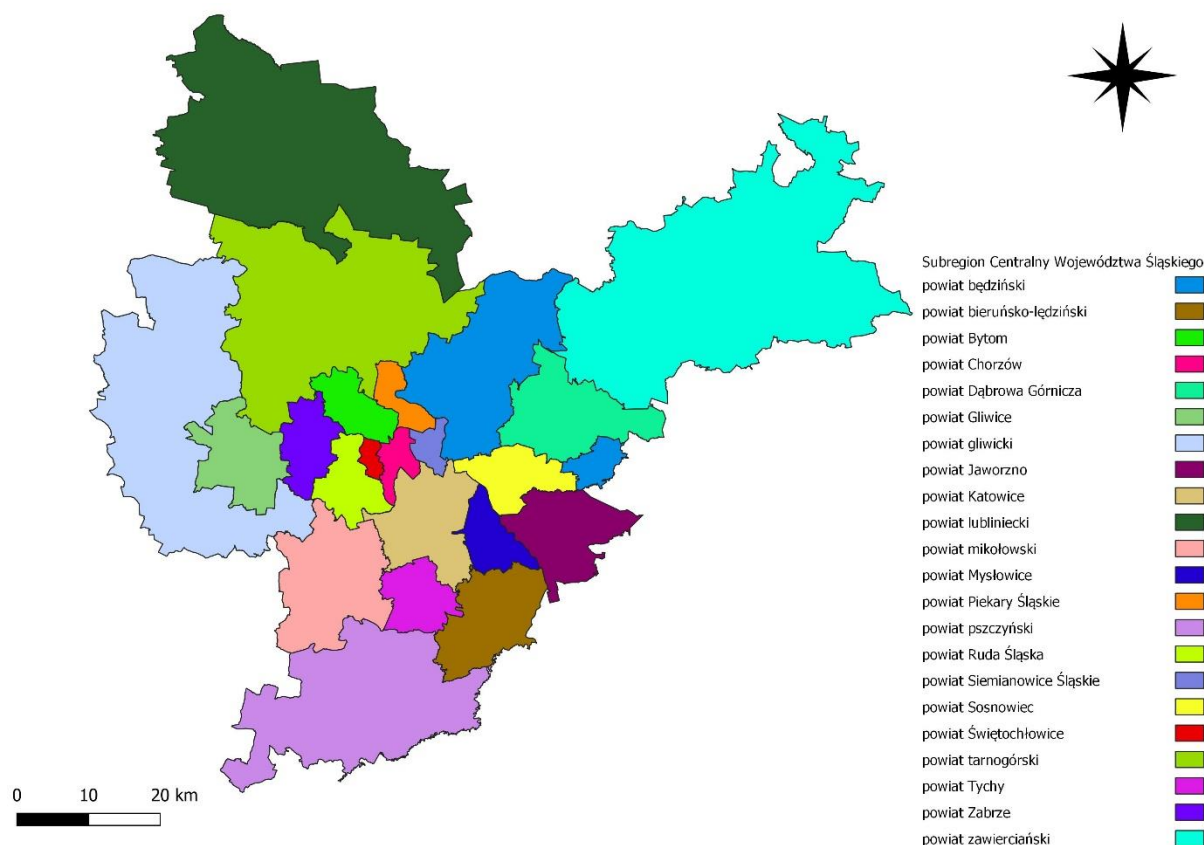 Subregion Centralny Województwa Śląskiego
powiat będziński
powiat bieruńsko-lędziński
powiat Bytom
powiat Chorzów
powiat Dąbrowa Górnicza
powiat Gliwice
powiat gliwicki
powiat Jaworzno
powiat Katowice
powiat lubliniecki
powiat mikołowski
powiat Mysłowice
powiat Piekary Śląskie
powiat pszczyński
powiat Ruda Śląska
powiat Siemianowice Śląskie
powiat Sosnowiec
powiat Świętochłowice
powiat tarnogórski
powiat Tychy
powiat Zabrze
powiat zawierciański
0 10 20 km